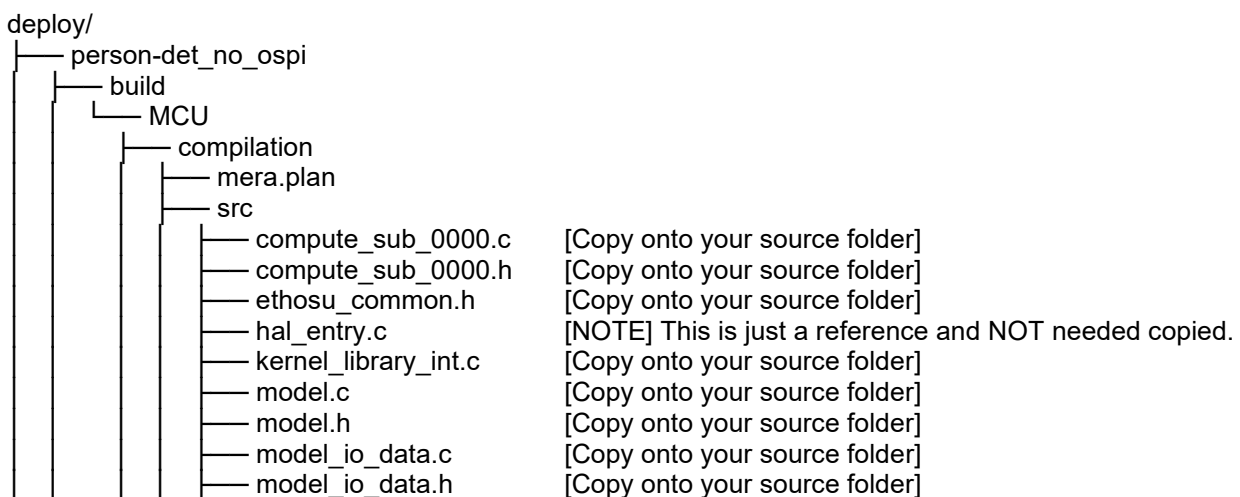 deploy/
person-det_no_ospi
build
MCU
compilation
mera.plan
src
compute_sub_0000.c [Copy onto your source folder]
compute_sub_0000.h [Copy onto your source folder]
ethosu_common.h [Copy onto your source folder]
hal_entry.c [NOTE] This is just a reference and NOT needed copied.
kernel_library_int.c [Copy onto your source folder]
model.c [Copy onto your source folder]
model.h [Copy onto your source folder]
model_io_data.c [Copy onto your source folder]
model_io_data.h [Copy onto your source folder]